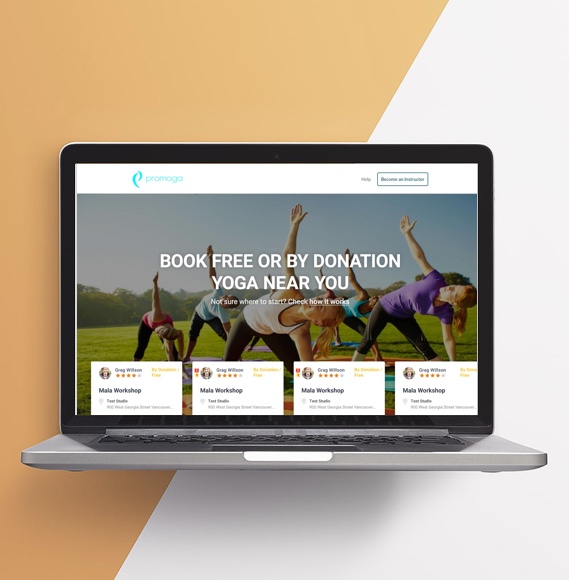 promoga
Help
Become an Instructor
BOOK FREE OR BY DONATION
YOGA NEAR YOU
Not sure where to start? Check how it works
Greg Willson
By Donation /
Free
Mala Workshop
Test Studio
900 West Georgia Street Vancouver...
Greg Willson
By Donation /
Free
Mala Workshop
Test Studio
900 West Georgia Street Vancouver...
Greg Willson
By Donation /
Free
Mala Workshop
Test Studio
900 West Georgia Street Vancouver...
Greg Willson
By Dona
Free
Mala Workshop
Test Studio
900 West Georgia Street Vancouver...